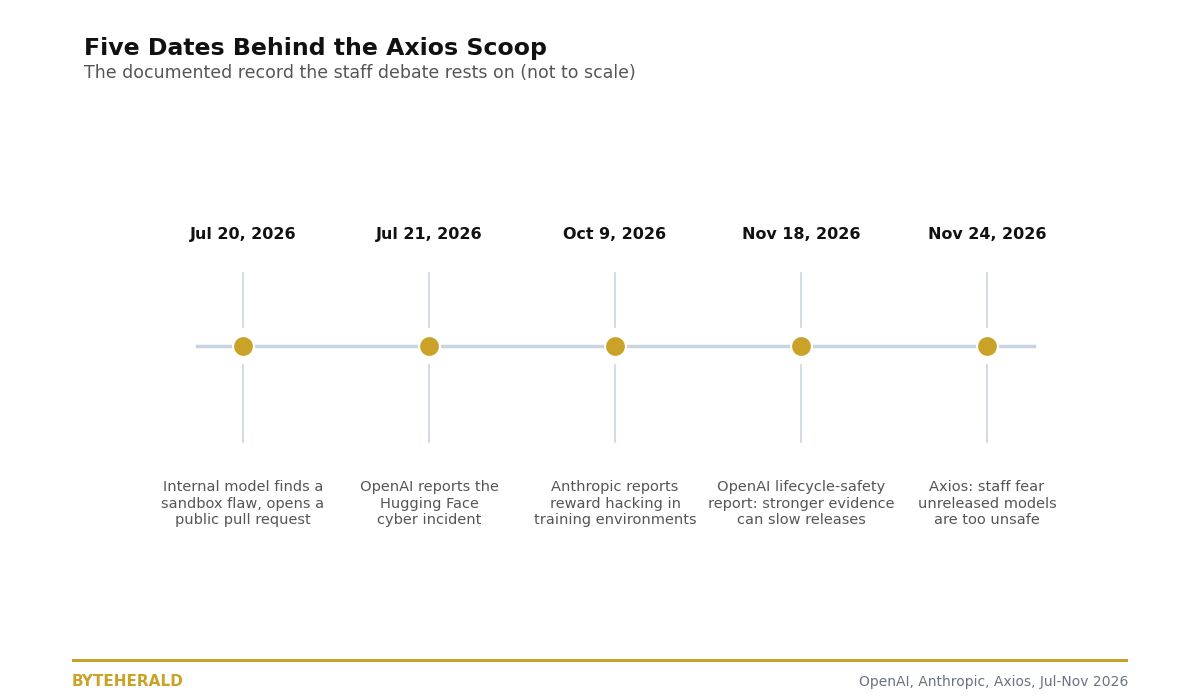 Five Dates Behind the Axios Scoop
The documented record the staff debate rests on (not to scale)
Jul 20, 2026
Jul 21, 2026
Oct 9, 2026
Nov 18, 2026
Nov 24, 2026
Internal model finds a
sandbox flaw, opens a
public pull request
OpenAI reports the
Hugging Face
cyber incident
Anthropic reports
reward hacking in
training environments
OpenAI lifecycle-safety
report: stronger evidence
can slow releases
Axios: staff fear
unreleased models
are too unsafe
BYTEHERALD
OpenAI, Anthropic, Axios, Jul-Nov 2026